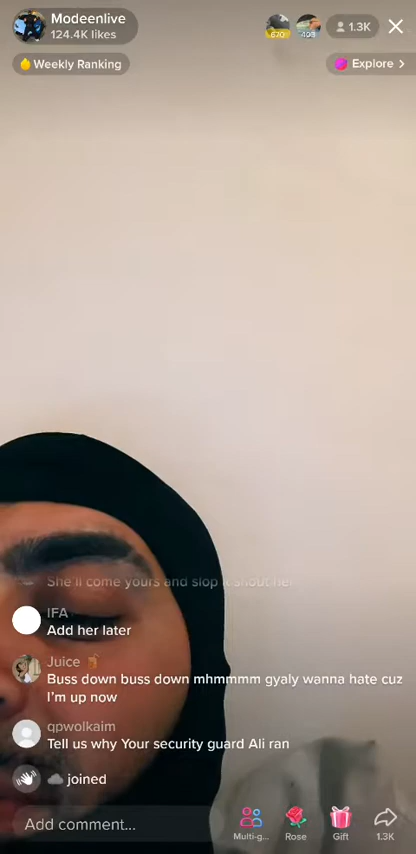 Modeenlive
124.4K likes
670
408
1.3K
Weekly Ranking
Explore
She'll come yours and slop it shout her
IFA
Add her later
Juice
Buss down buss down mhmmmm gyaly wanna hate cuz
I'm up now
qpwolkaim
Tell us why Your security guard Ali ran
joined
Add comment...
Multi-g...
Rose
Gift
1.3K